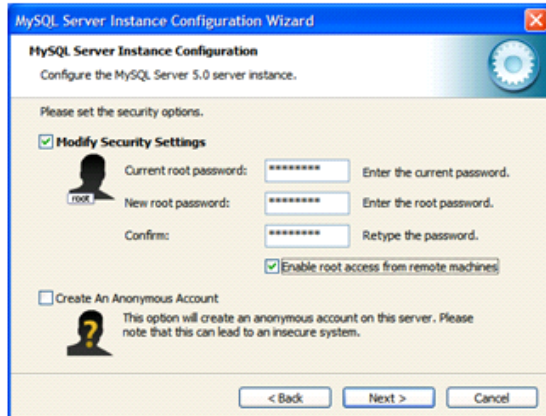 MySQL Server Instance Configuration Wizard
MySQL Server Instance Configuration
Configure the MySQL Server 5.0 server instance.
Please set the security options.
Modify Security Settings
root
Current root password: ******** Enter the current password.
New root password: ******** Enter the root password.
Confirm: ******** Retype the password.
Enable root access from remote machines
Create An Anonymous Account
This option will create an anonymous account on this server. Please
note that this can lead to an insecure system.
< Back Next > Cancel